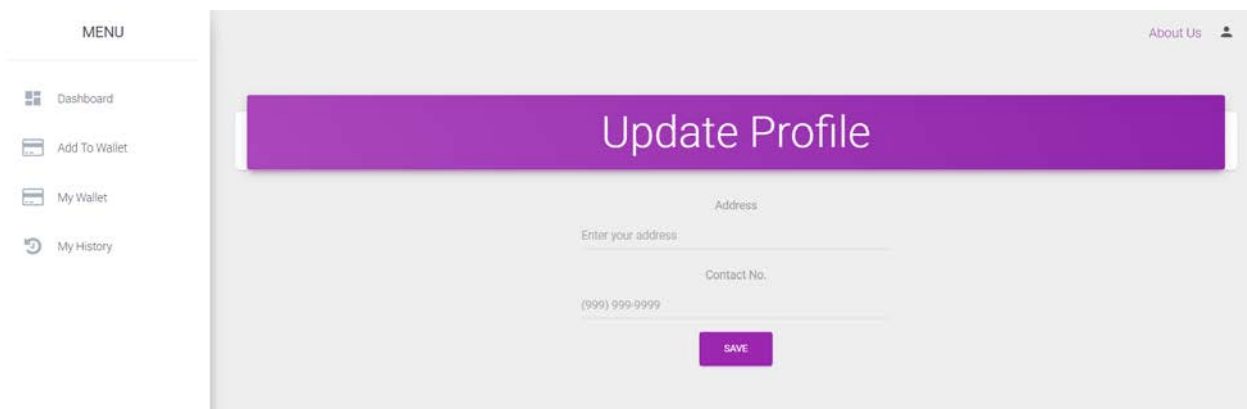 MENU
Dashboard
Add To Wallet
My Wallet
My History
About Us
Update Profile
Address
Enter your address
Contact No.
(999) 999-9999
SAVE